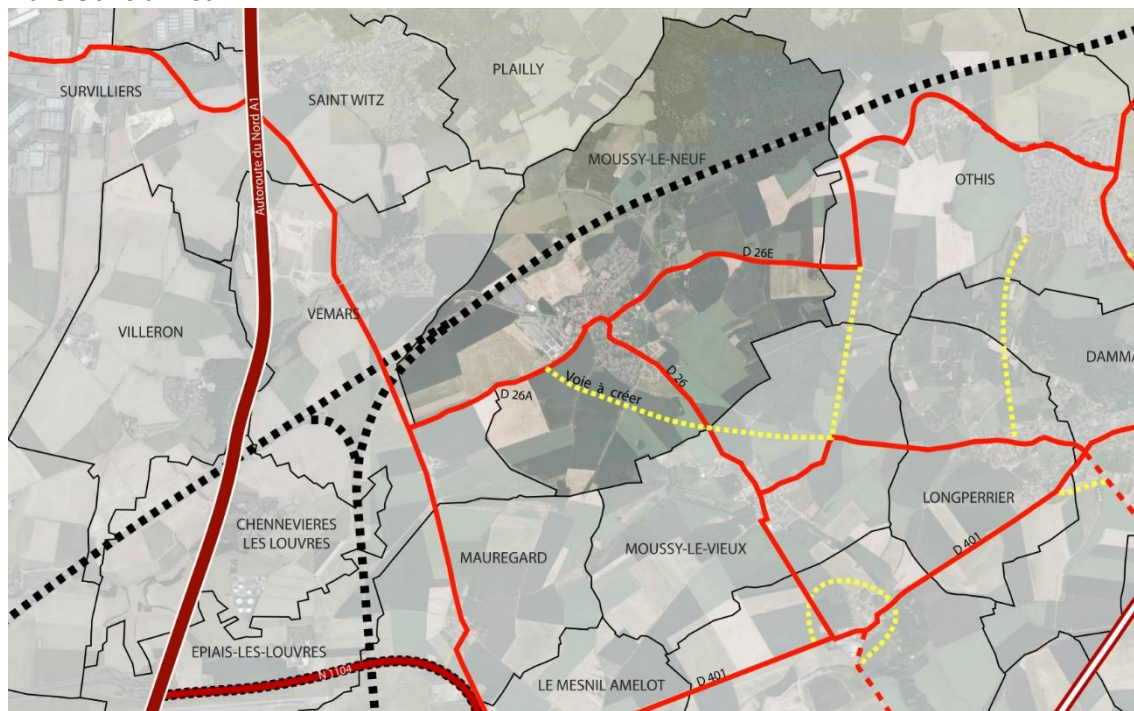 PLAILLY
SURVILLIERS
SAINT WITZ
Autoroute du Nord A1
MOUSSY-LE-NEUF
OTHIS
D 26E
VEMARS
VILLERON
DAMMA
D 26
Voie à créer
D 26A
LONGPERRIER
CHENNEVIERES
LES LOUVRES
MAUREGARD
MOUSSY-LE-VIEUX
D 401
EPIAIS-LES-LOUVRES
N 1104
LE MESNIL AMELOT
D 401